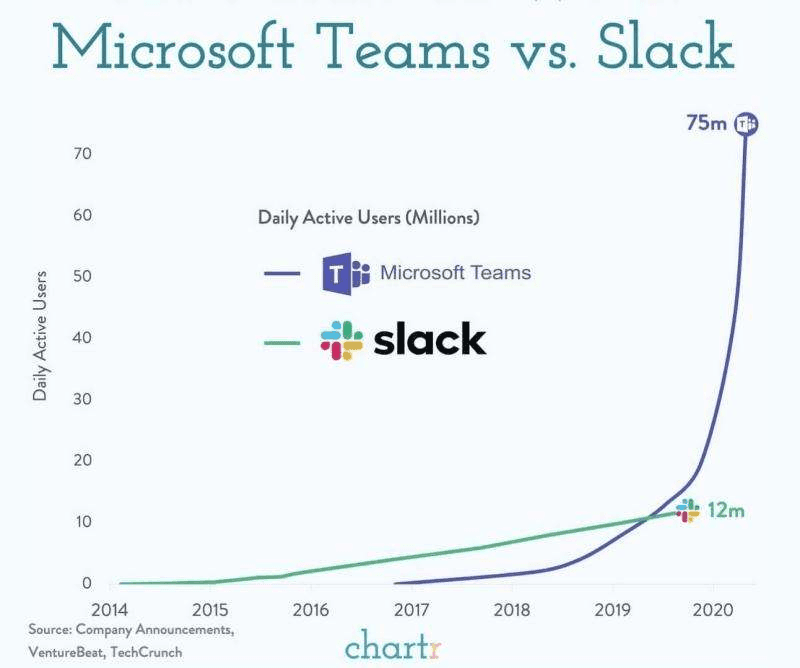 Microsoft Teams vs. Slack
75m
70
60
Daily Active Users (Millions)
50
Microsoft Teams
40
slack
Daily Active Users
30
20
10
12m
0
2014 2015 2016 2017 2018 2019 2020
Source: Company Announcements,
VentureBeat, TechCrunch
chartr